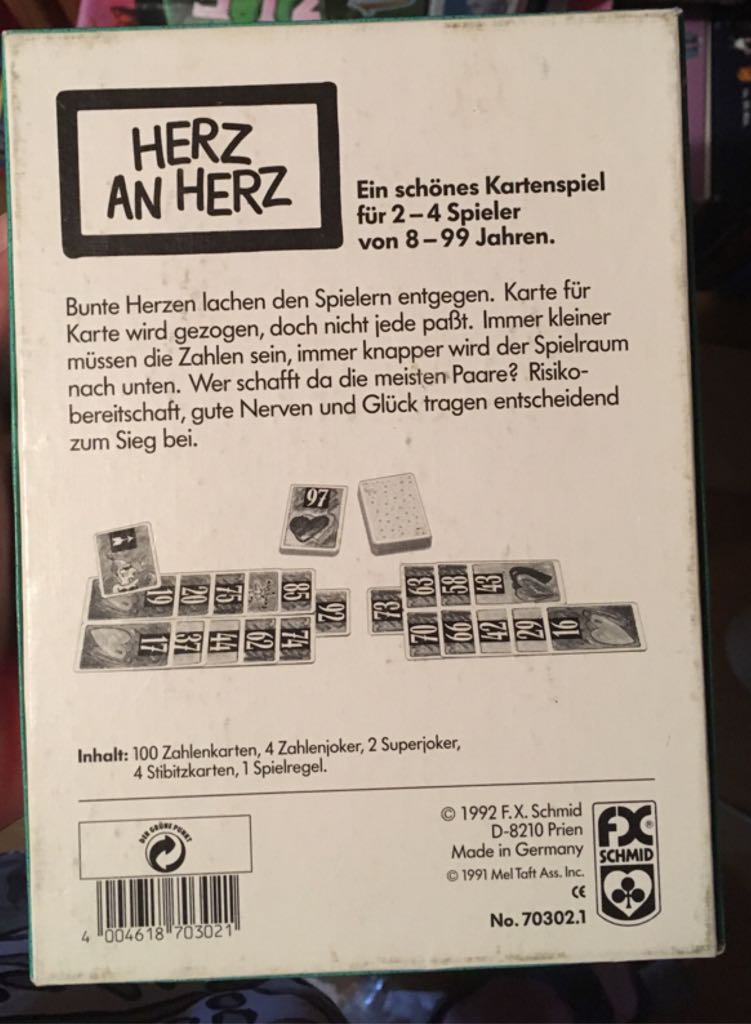 HERZ
AN HERZ
Ein schönes Kartenspiel
für 2–4 Spieler
von 8–99 Jahren.
Bunte Herzen lachen den Spielern entgegen. Karte für
Karte wird gezogen, doch nicht jede paßt. Immer kleiner
müssen die Zahlen sein, immer knapper wird der Spielraum
nach unten. Wer schafft da die meisten Paare? Risiko-
bereitschaft, gute Nerven und Glück tragen entscheidend
zum Sieg bei.
97
19 20 75 85 92
17 37 44 62 74
73 63 58 43
70 66 42 29 16
Inhalt: 100 Zahlenkarten, 4 Zahlenjoker, 2 Superjoker,
4 Stibitzkarten, 1 Spielregel.
DER GRÜNE PUNKT
4 004618 703021
© 1992 F.X. Schmid
D-8210 Prien
Made in Germany
© 1991 Mel Taft Ass. Inc.
CE
No. 70302.1
FX®
SCHMID